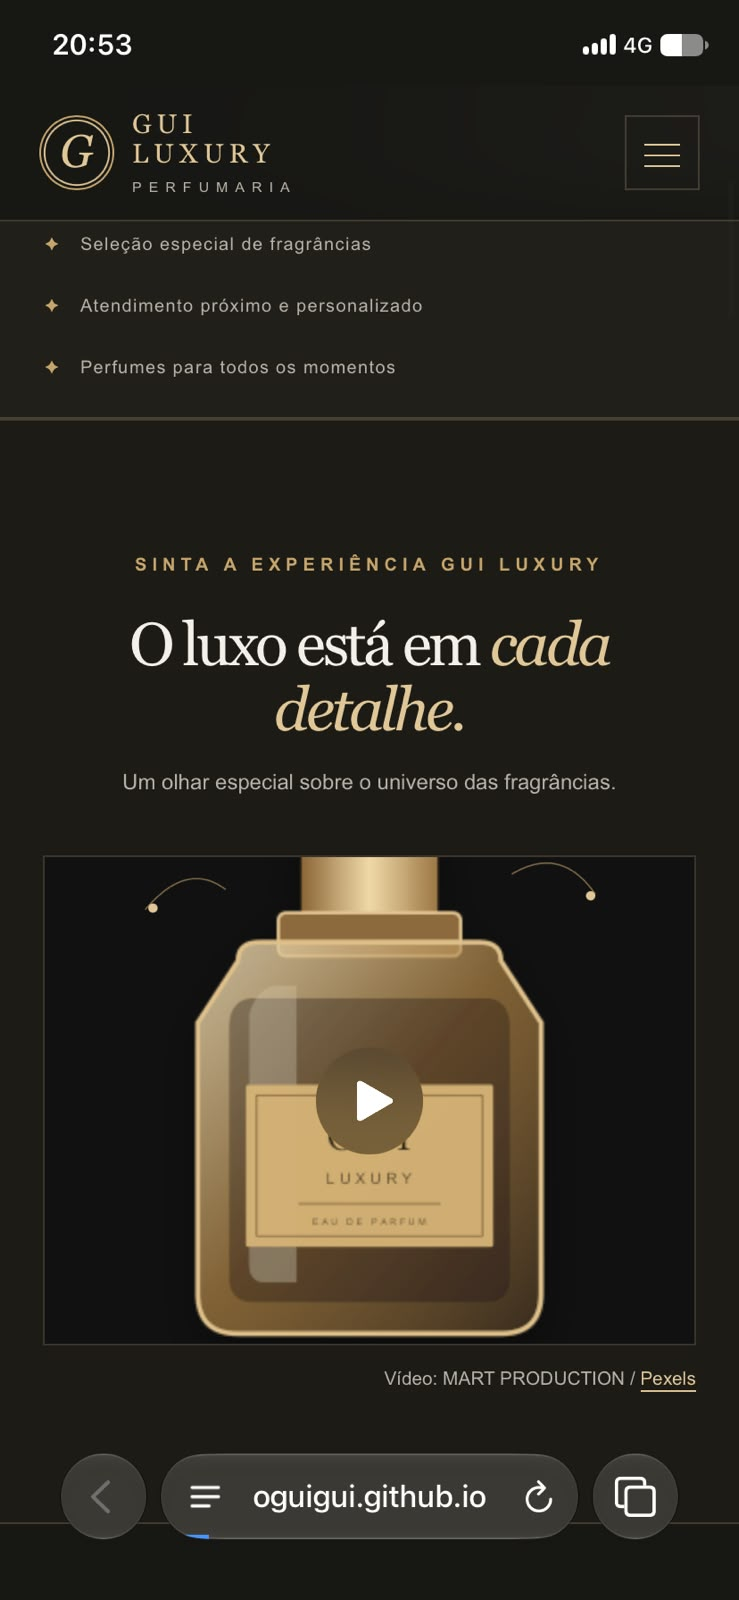 20:53
4G
G
GUI
LUXURY
PERFUMARIA
Seleção especial de fragrâncias
Atendimento próximo e personalizado
Perfumes para todos os momentos
SINTA A EXPERIÊNCIA GUI LUXURY
O luxo está em cada
detalhe.
Um olhar especial sobre o universo das fragrâncias.
LUXURY
EAU DE PARFUM
Vídeo: MART PRODUCTION / Pexels
oguigui.github.io